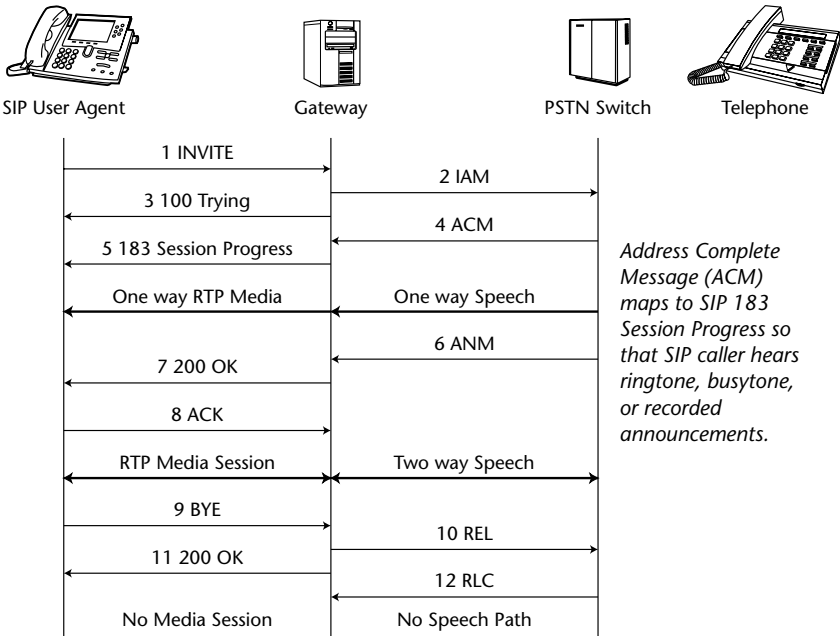 SIP User Agent
Gateway
PSTN Switch
Telephone
1 INVITE
2 IAM
3 100 Trying
4 ACM
5 183 Session Progress
One way RTP Media
One way Speech
6 ANM
7 200 OK
8 ACK
RTP Media Session
Two way Speech
9 BYE
10 REL
11 200 OK
12 RLC
No Media Session
No Speech Path
Address Complete
Message (ACM)
maps to SIP 183
Session Progress so
that SIP caller hears
ringtone, busytone,
or recorded
announcements.